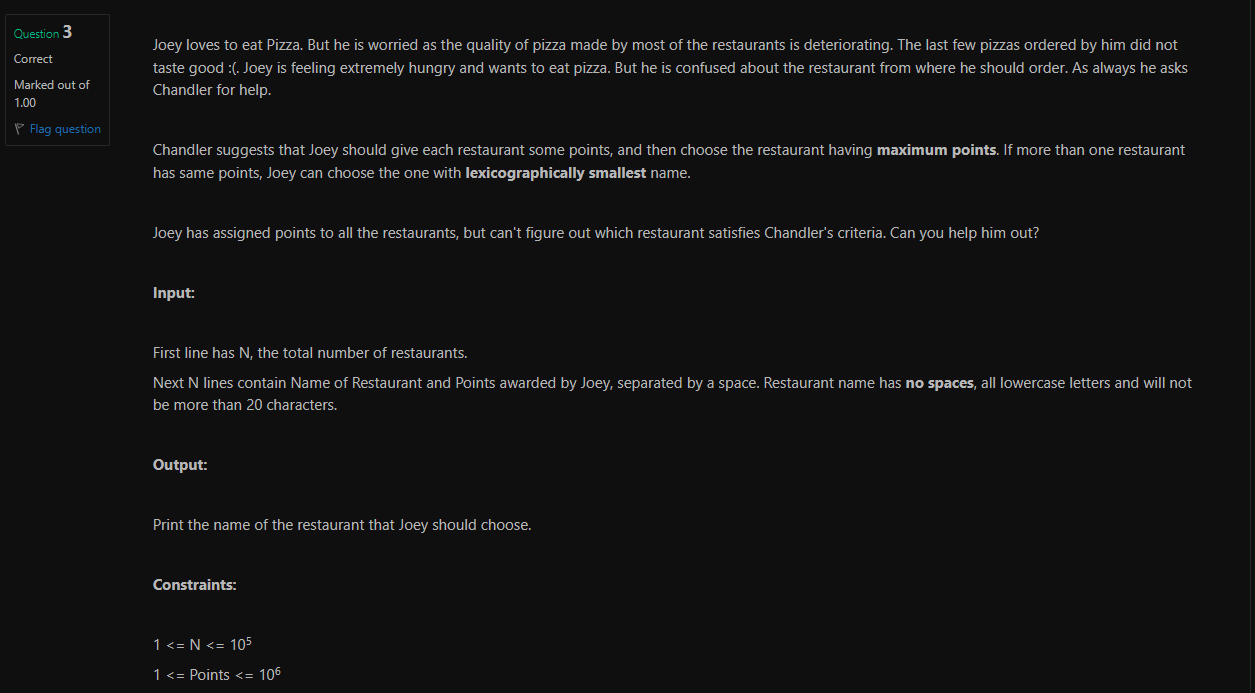 Question 3
Correct
Marked out of
1.00
Flag question
Joey loves to eat Pizza. But he is worried as the quality of pizza made by most of the restaurants is deteriorating. The last few pizzas ordered by him did not
taste good :(. Joey is feeling extremely hungry and wants to eat pizza. But he is confused about the restaurant from where he should order. As always he asks
Chandler for help.
Chandler suggests that Joey should give each restaurant some points, and then choose the restaurant having maximum points. If more than one restaurant
has same points, Joey can choose the one with lexicographically smallest name.
Joey has assigned points to all the restaurants, but can't figure out which restaurant satisfies Chandler's criteria. Can you help him out?
Input:
First line has N, the total number of restaurants.
Next N lines contain Name of Restaurant and Points awarded by Joey, separated by a space. Restaurant name has no spaces, all lowercase letters and will not
be more than 20 characters.
Output:
Print the name of the restaurant that Joey should choose.
Constraints:
1 <= N <= 10⁵
1 <= Points <= 10⁶